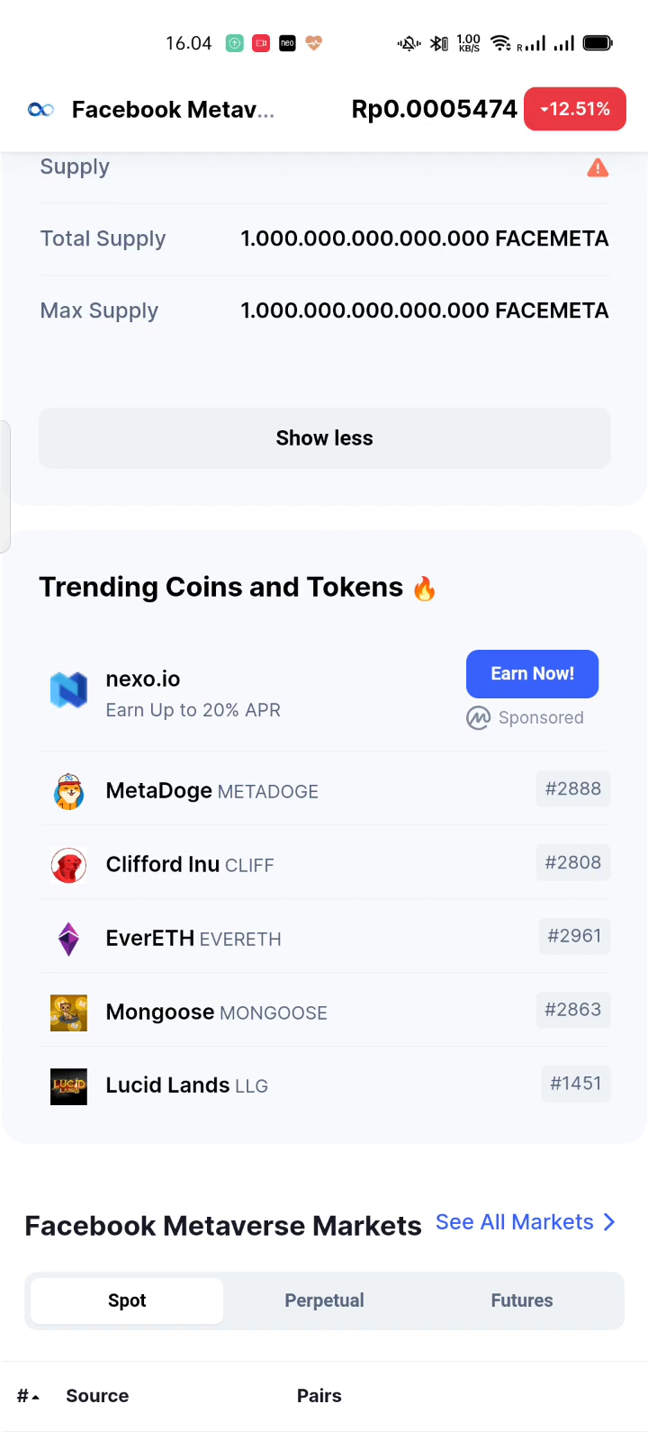 16.04 neo 1.00 KB/S R
Facebook Metav... Rp0.0005474 12.51%
Supply
Total Supply 1.000.000.000.000.000 FACEMETA
Max Supply 1.000.000.000.000.000 FACEMETA
Show less
Trending Coins and Tokens 🔥
nexo.io Earn Now!
Earn Up to 20% APR Sponsored
MetaDoge METADOGE #2888
Clifford Inu CLIFF #2808
EverETH EVERETH #2961
Mongoose MONGOOSE #2863
LUCID LANDS Lucid Lands LLG #1451
Facebook Metaverse Markets See All Markets >
Spot Perpetual Futures
# Source Pairs